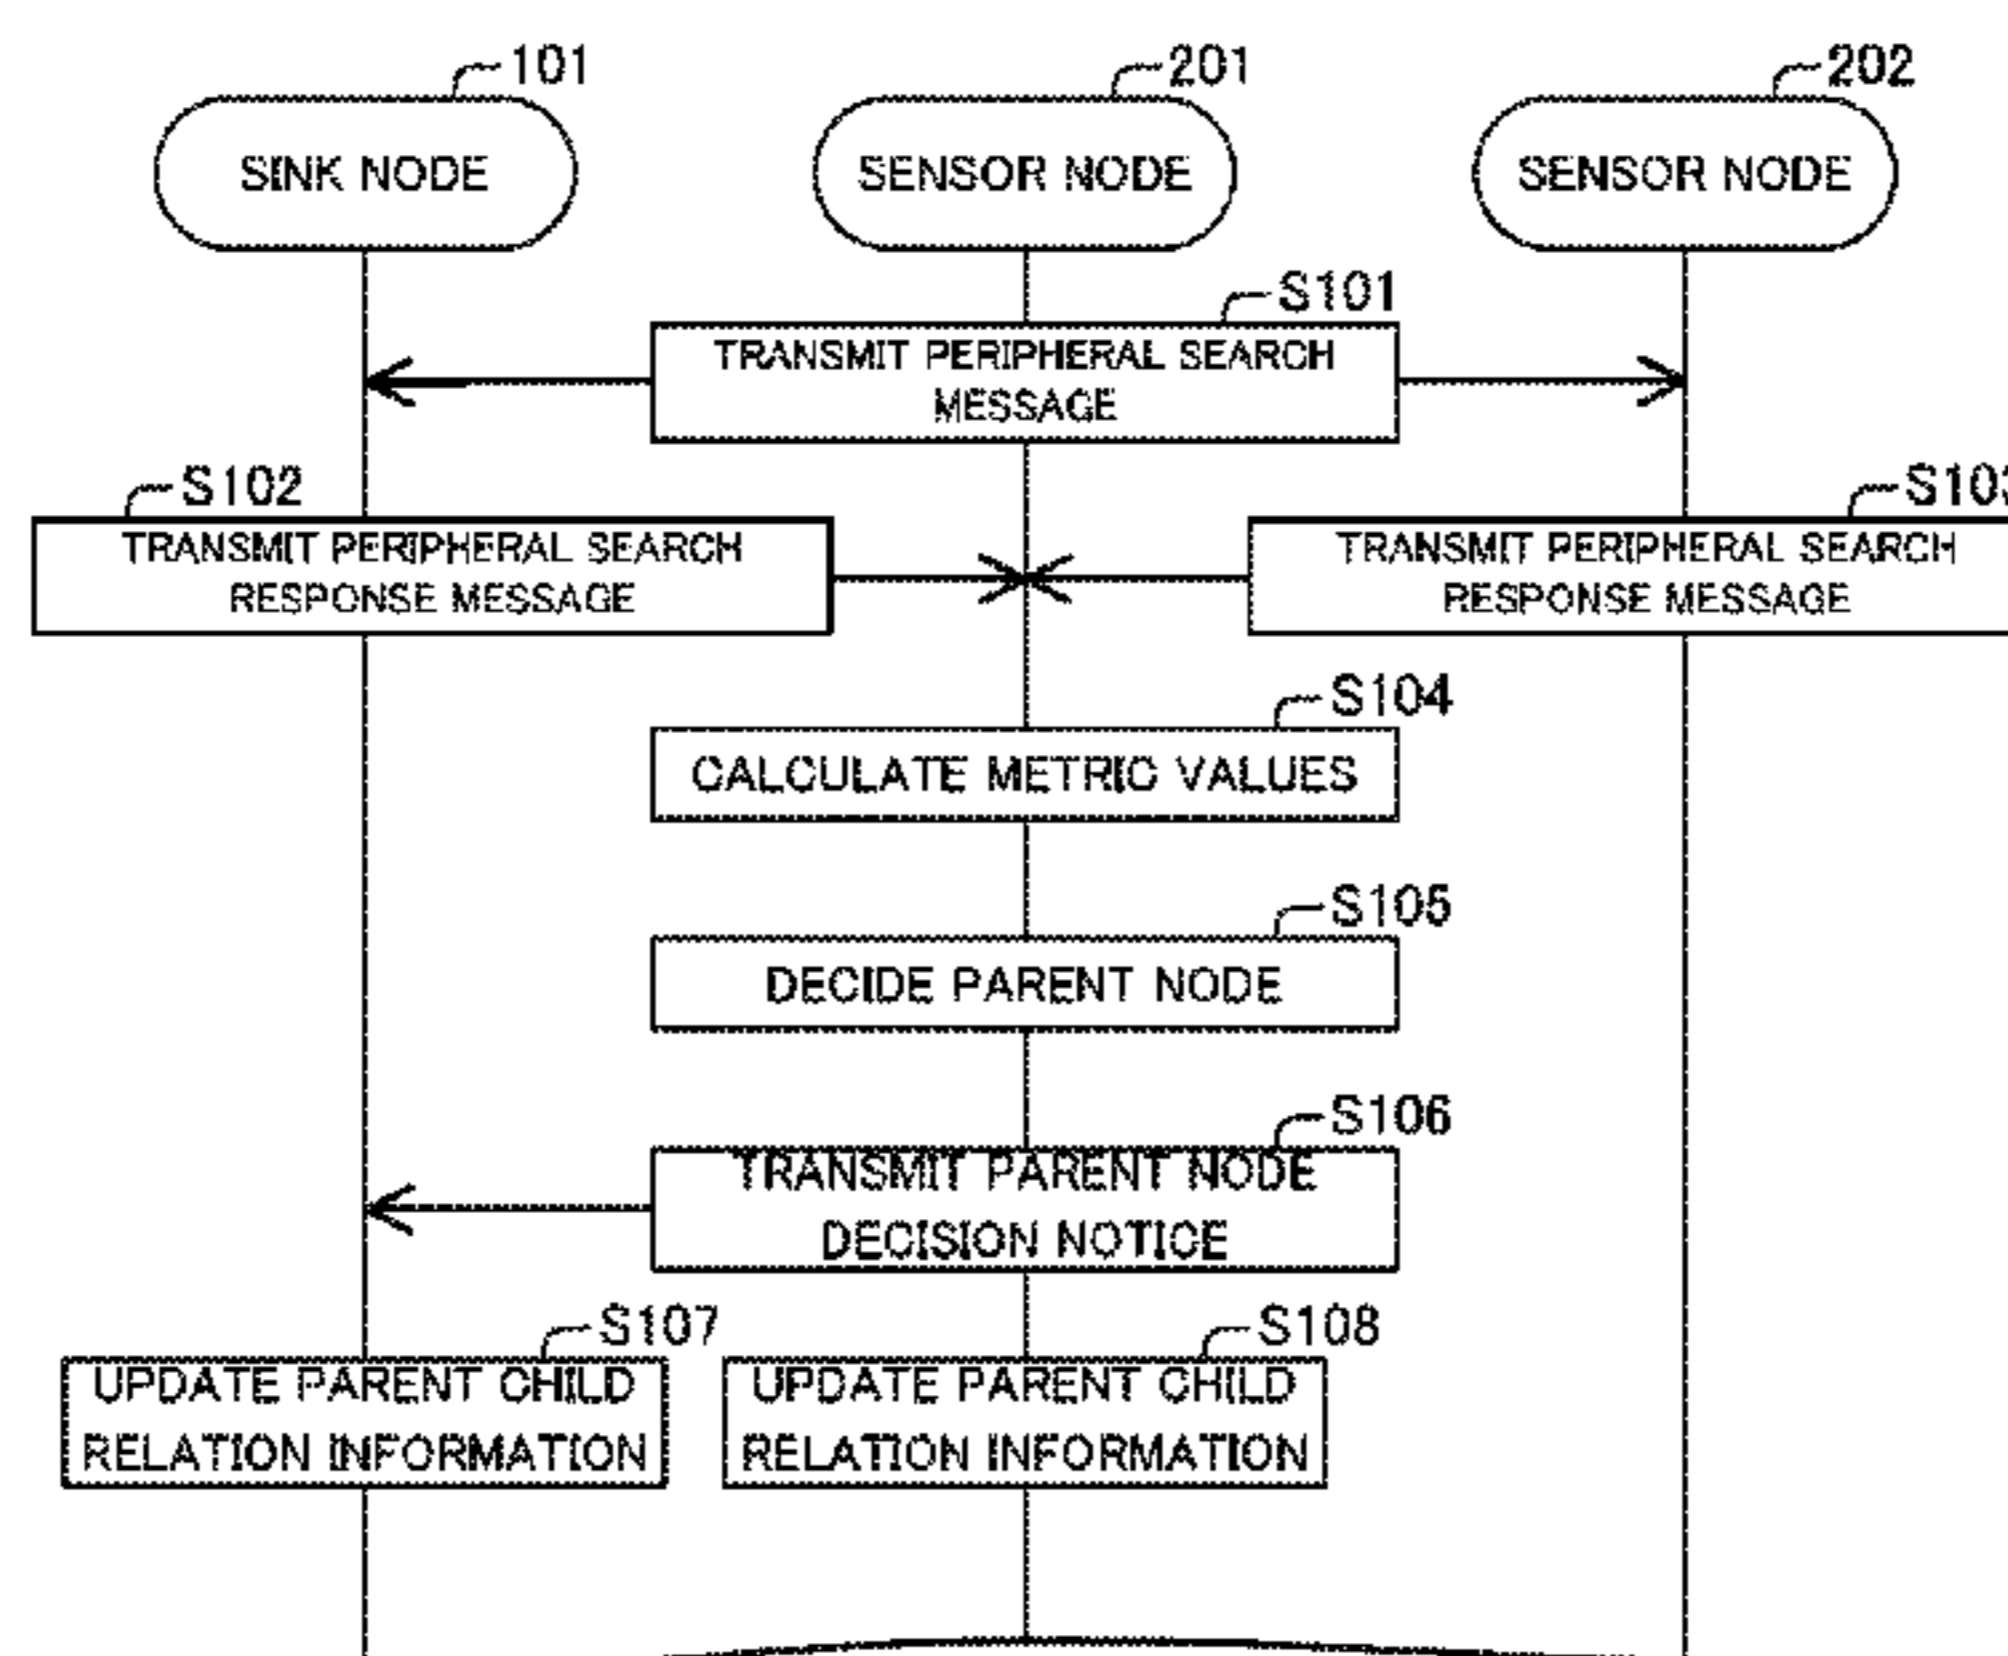 101
201
202
SINK NODE
SENSOR NODE
SENSOR NODE
S101
TRANSMIT PERIPHERAL SEARCH
MESSAGE
S102
TRANSMIT PERIPHERAL SEARCH
RESPONSE MESSAGE
TRANSMIT PERIPHERAL SEARCH
RESPONSE MESSAGE
S104
CALCULATE METRIC VALUES
S105
DECIDE PARENT NODE
S106
TRANSMIT PARENT NODE
DECISION NOTICE
S107
UPDATE PARENT CHILD
RELATION INFORMATION
S108
UPDATE PARENT CHILD
RELATION INFORMATION